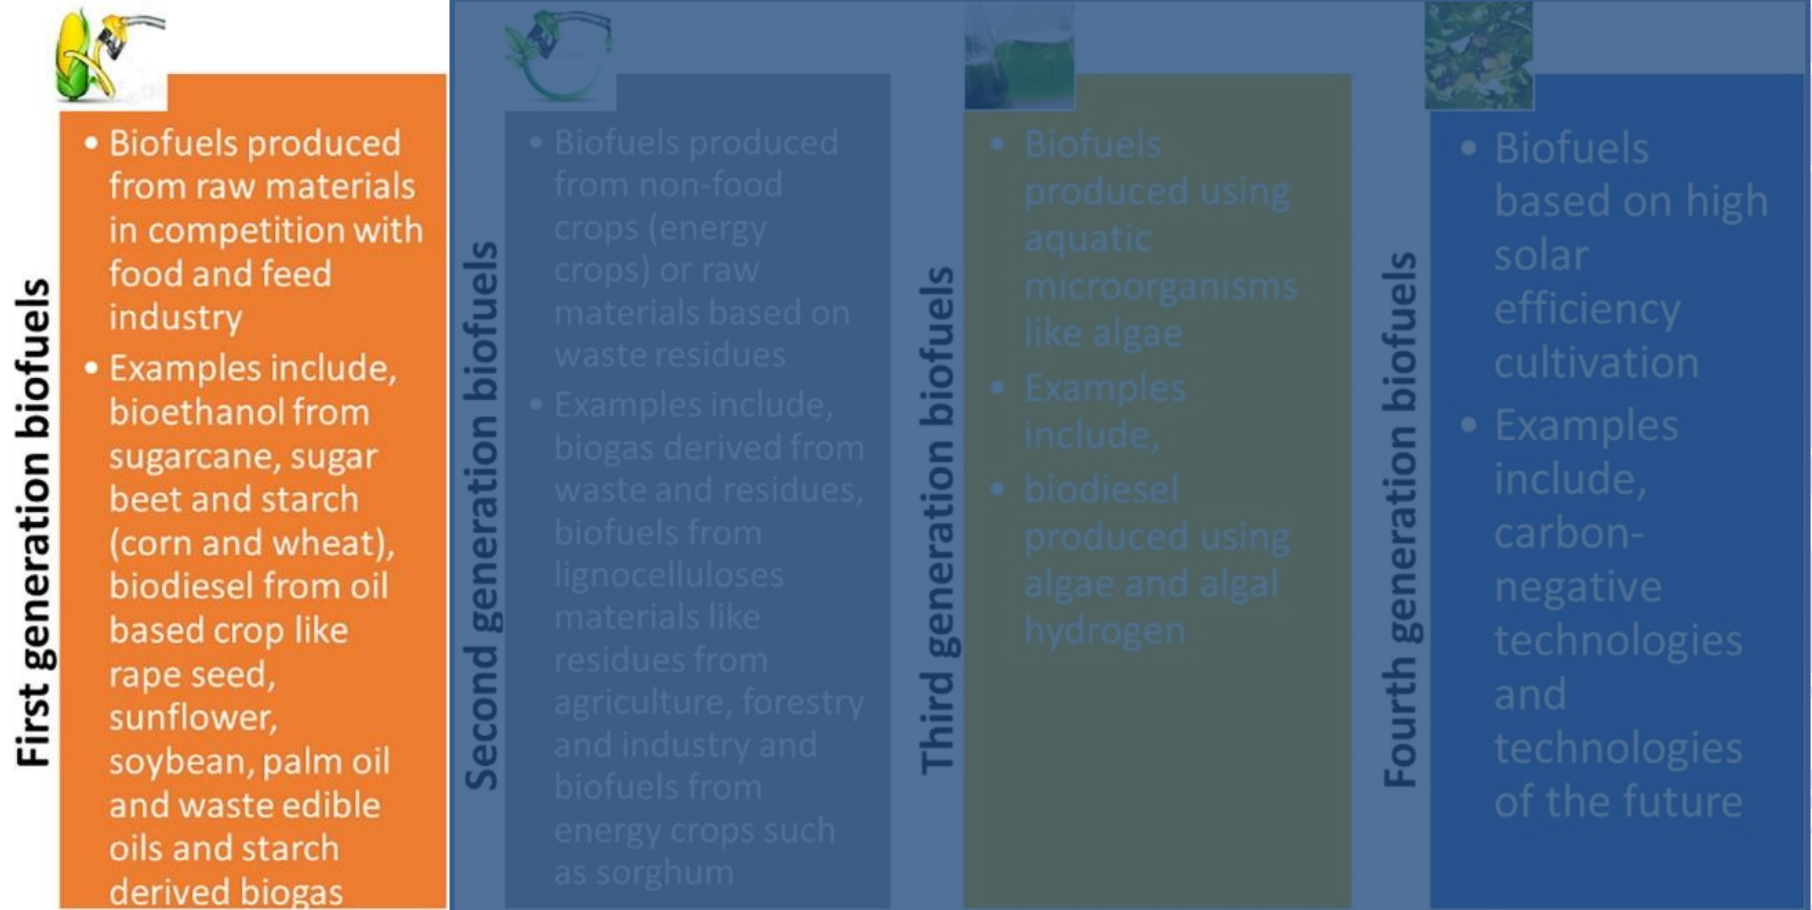 First generation biofuels
• Biofuels produced
from raw materials
in competition with
food and feed
industry
• Examples include,
bioethanol from
sugarcane, sugar
beet and starch
(corn and wheat),
biodiesel from oil
based crop like
rape seed,
sunflower,
soybean, palm oil
and waste edible
oils and starch
derived biogas
Second generation biofuels
• Biofuels produced
from non-food
crops (energy
crops) or raw
materials based on
waste residues
• Examples include,
biogas derived from
waste and residues,
biofuels from
lignocelluloses
materials like
residues from
agriculture, forestry
and industry and
biofuels from
energy crops such
as sorghum
Third generation biofuels
• Biofuels
produced using
aquatic
microorganisms
like algae
• Examples
include,
• biodiesel
produced using
algae and algal
hydrogen
Fourth generation biofuels
• Biofuels
based on high
solar
efficiency
cultivation
• Examples
include,
carbon-
negative
technologies
and
technologies
of the future